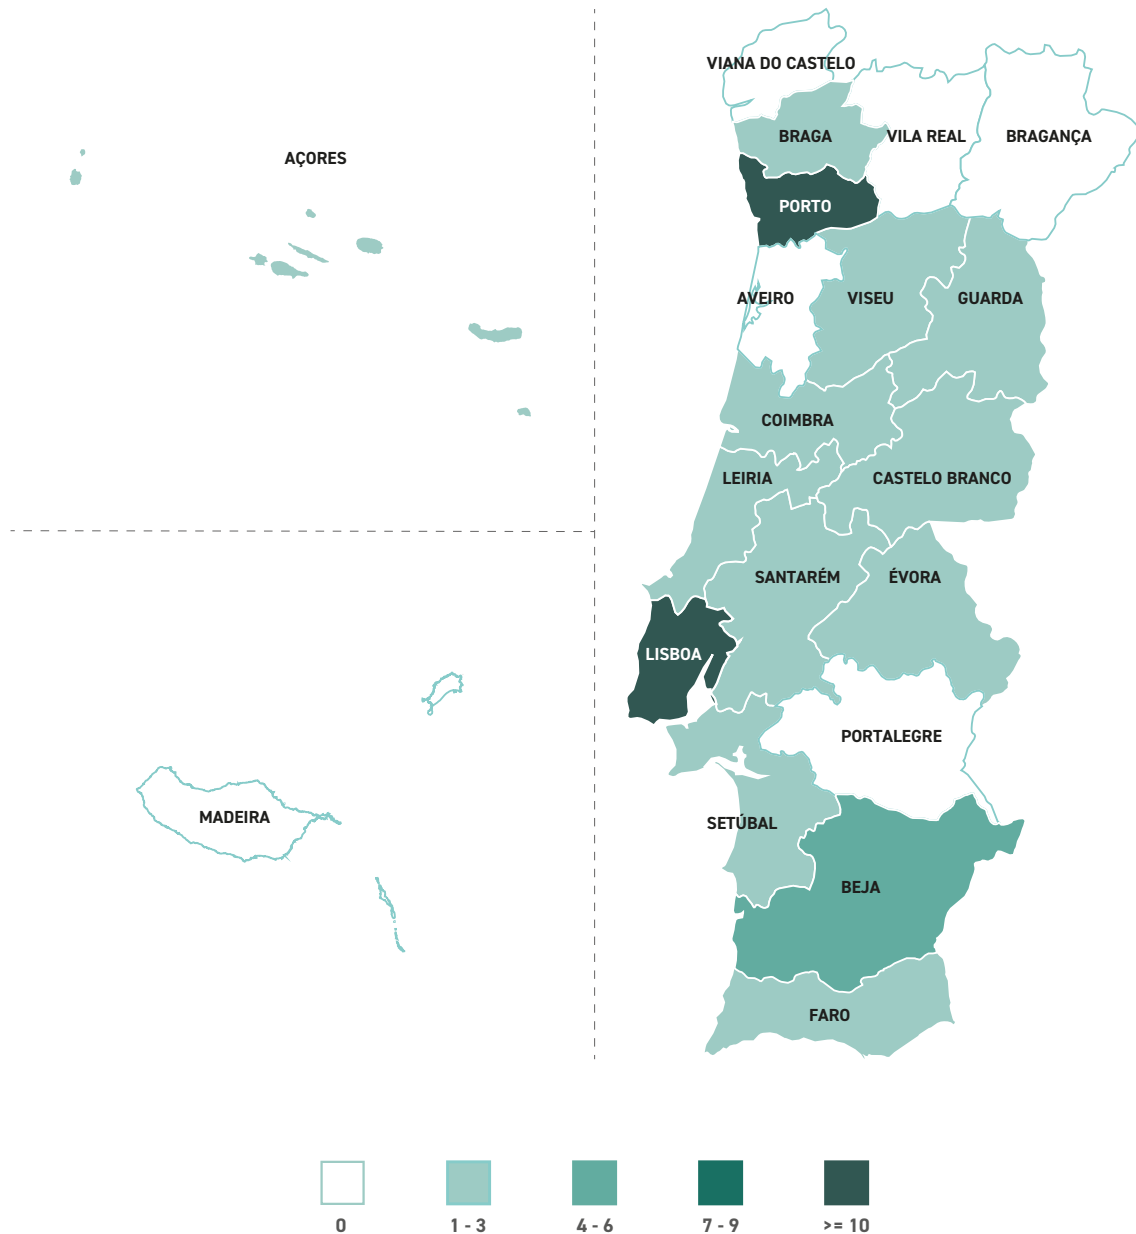 VIANA DO CASTELO
BRAGA
VILA REAL
BRAGANÇA
AÇORES
PORTO
AVEIRO
VISEU
GUARDA
COIMBRA
LEIRIA
CASTELO BRANCO
SANTARÉM
ÉVORA
LISBOA
PORTALEGRE
MADEIRA
SETÚBAL
BEJA
FARO
0
1 - 3
4 - 6
7 - 9
>= 10